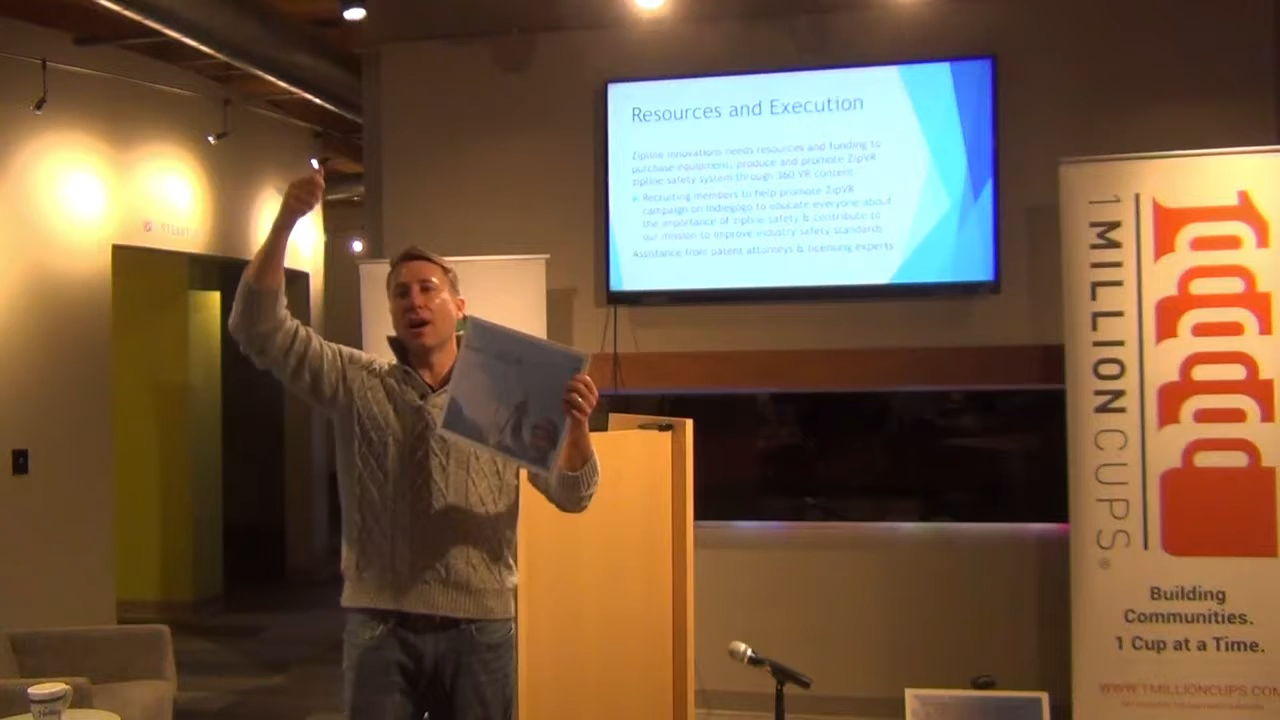 Resources and Execution
Zipline Innovations needs resources and funding to
purchase equipment, produce and promote ZipVR
zipline safety system through 360 VR content
Recruiting members to help promote ZipVR
campaign on Indiegogo to educate everyone about
the importance of zipline safety & contribute to
our mission to improve industry safety standards
Assistance from patent attorneys & licensing experts
1 MILLION CUPS®
Building
Communities.
1 Cup at a Time.
WWW.1MILLIONCUPS.COM